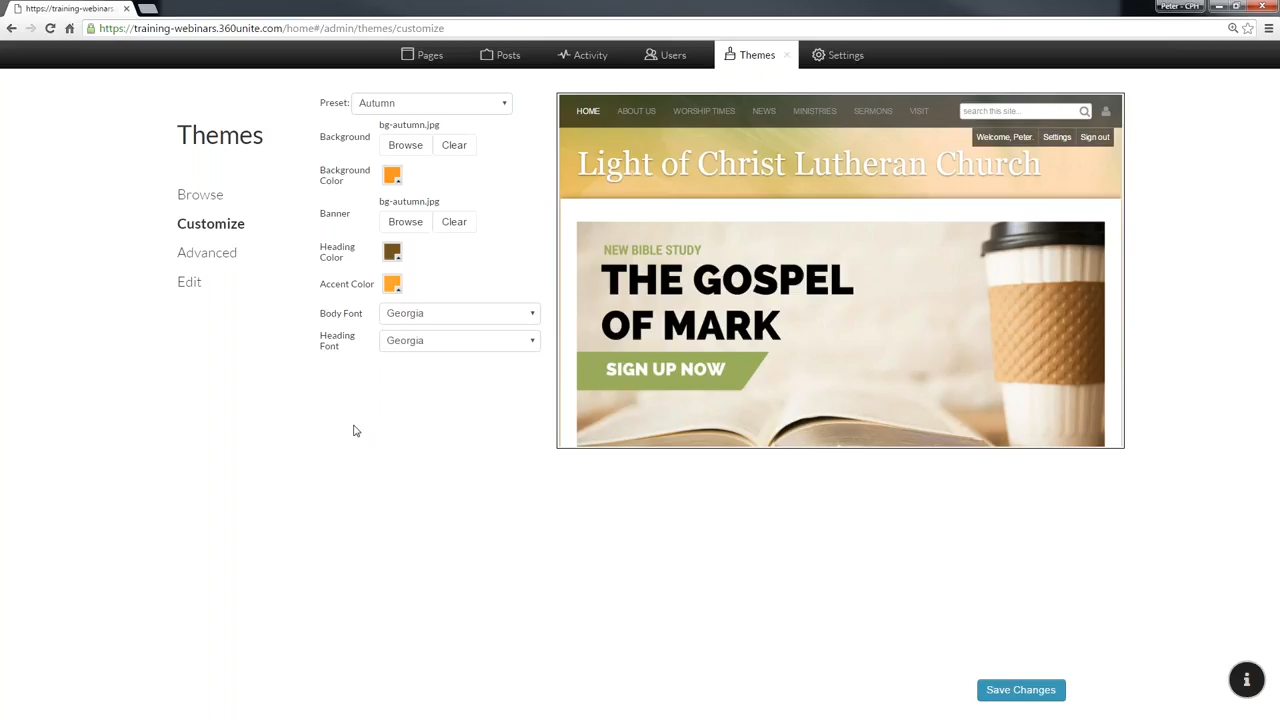 https://training-webinars. ×
Peter - CPH
https://training-webinars.360unite.com/home#/admin/themes/customize
Pages
Posts
Activity
Users
Themes ×
Settings
Themes
Browse
Customize
Advanced
Edit
Preset: Autumn
bg-autumn.jpg
Background
Browse Clear
Background
Color
bg-autumn.jpg
Banner
Browse Clear
Heading
Color
Accent Color
Body Font Georgia
Heading
Font
Georgia
HOME ABOUT US WORSHIP TIMES NEWS MINISTRIES SERMONS VISIT search this site...
Welcome, Peter. Settings Sign out
Light of Christ Lutheran Church
NEW BIBLE STUDY
THE GOSPEL
OF MARK
SIGN UP NOW
Save Changes
i